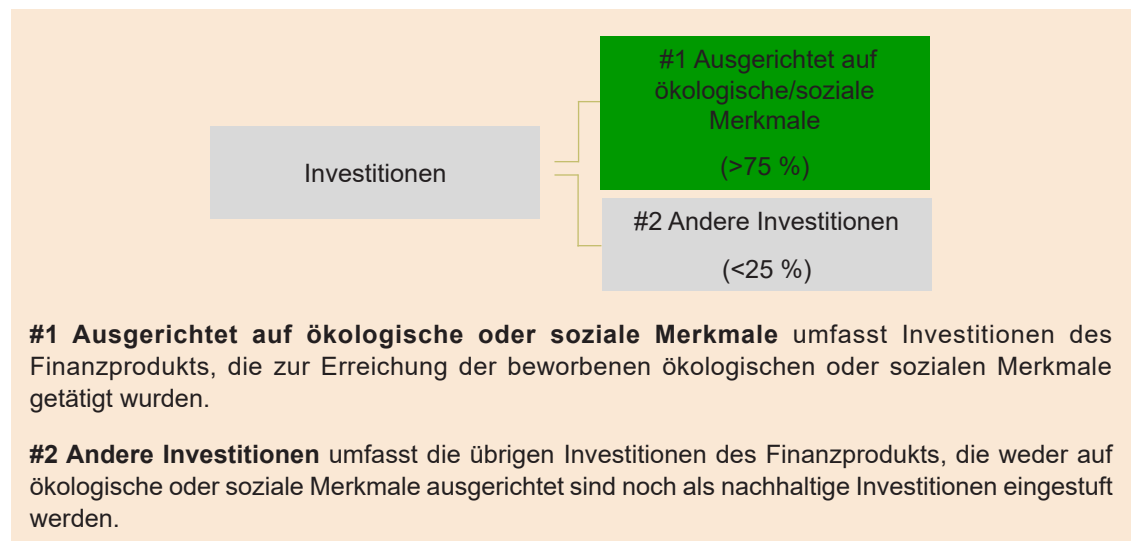 #1 Ausgerichtet auf
ökologische/soziale
Merkmale
(>75 %)
Investitionen
#2 Andere Investitionen
(<25 %)
#1 Ausgerichtet auf ökologische oder soziale Merkmale umfasst Investitionen des
Finanzprodukts, die zur Erreichung der beworbenen ökologischen oder sozialen Merkmale
getätigt wurden.
#2 Andere Investitionen umfasst die übrigen Investitionen des Finanzprodukts, die weder auf
ökologische oder soziale Merkmale ausgerichtet sind noch als nachhaltige Investitionen eingestuft
werden.